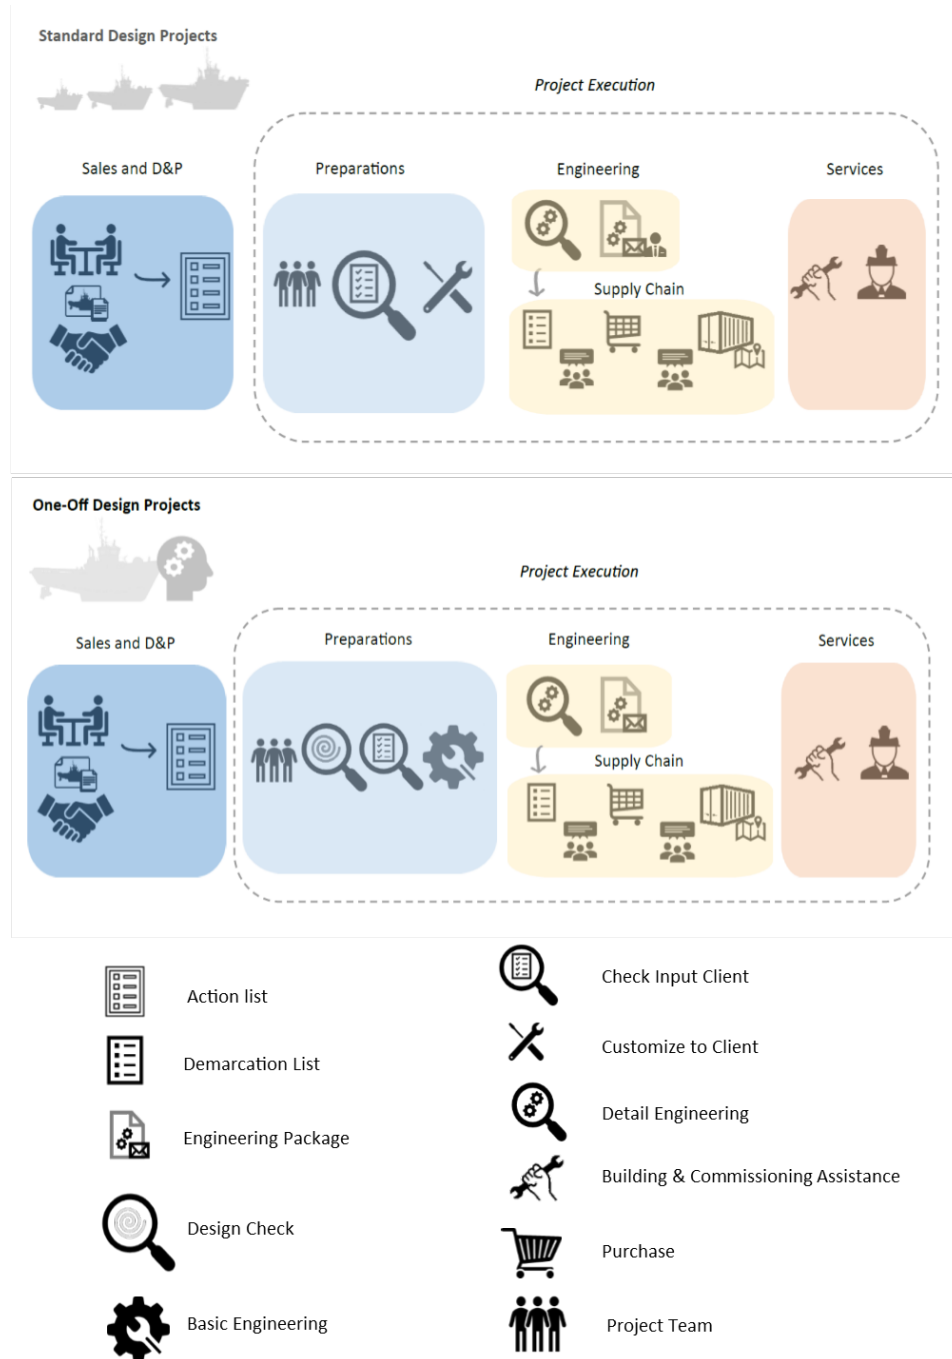 Standard Design Projects
Project Execution
Sales and D&P
Preparations
Engineering
Services
Supply Chain
One-Off Design Projects
Project Execution
Sales and D&P
Preparations
Engineering
Services
Supply Chain
Action list
Check Input Client
Demarcation List
Customize to Client
Engineering Package
Detail Engineering
Design Check
Building & Commissioning Assistance
Purchase
Basic Engineering
Project Team